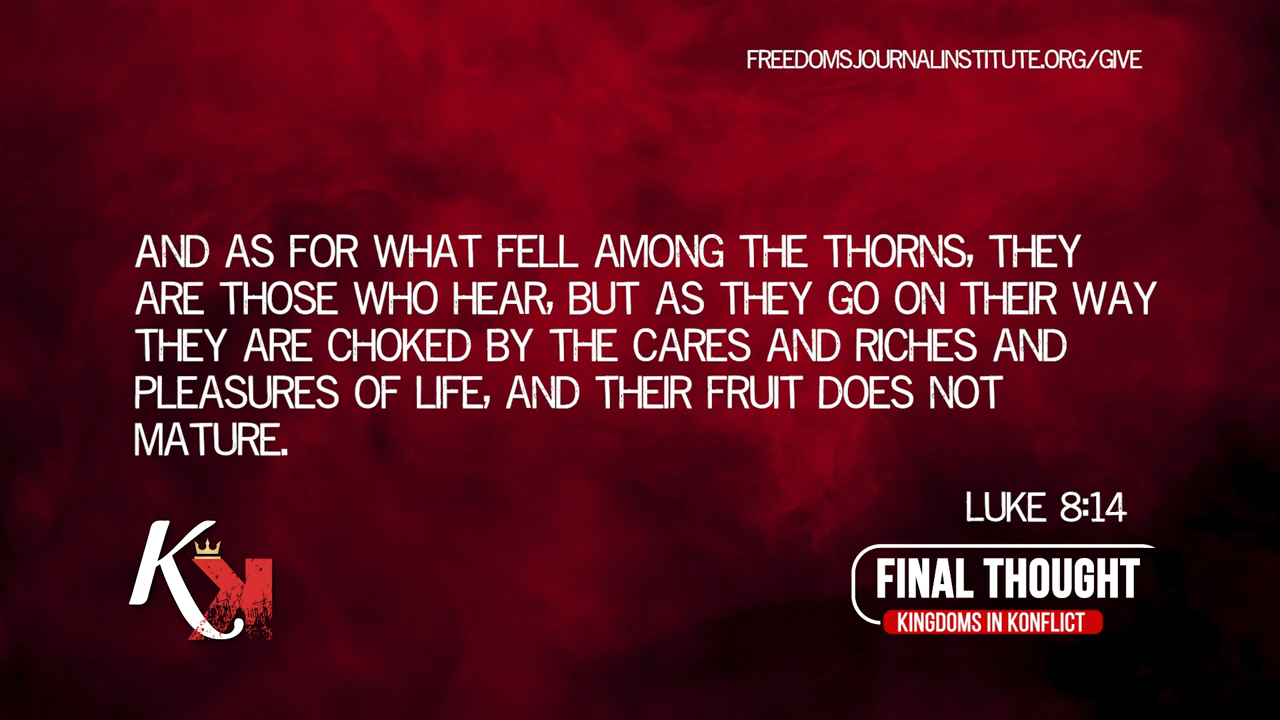 FREEDOMSJOURNALINSTITUTE.ORG/GIVE
AND AS FOR WHAT FELL AMONG THE THORNS, THEY
ARE THOSE WHO HEAR, BUT AS THEY GO ON THEIR WAY
THEY ARE CHOKED BY THE CARES AND RICHES AND
PLEASURES OF LIFE, AND THEIR FRUIT DOES NOT
MATURE.
LUKE 8:14
KK
FINAL THOUGHT
KINGDOMS IN KONFLICT